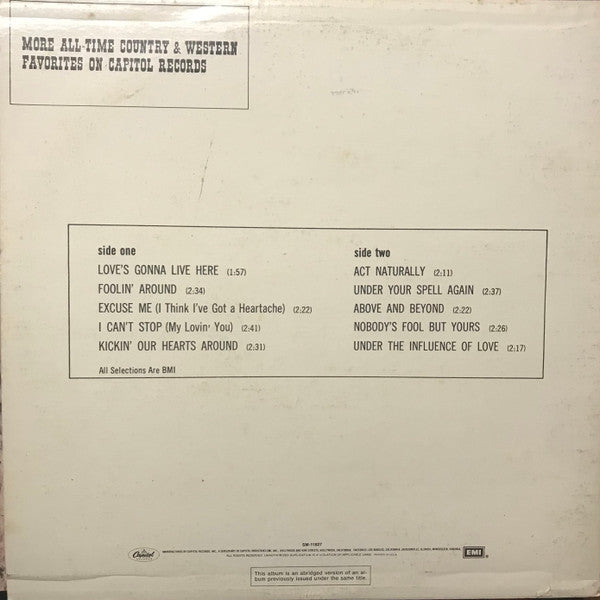 MORE ALL-TIME COUNTRY & WESTERN
FAVORITES ON CAPITOL RECORDS
side one
LOVE'S GONNA LIVE HERE (1:57)
FOOLIN' AROUND (2:34)
EXCUSE ME (I Think I've Got a Heartache) (2:22)
I CAN'T STOP (My Lovin' You) (2:41)
KICKIN' OUR HEARTS AROUND (2:31)
All Selections Are BMI
side two
ACT NATURALLY (2:11)
UNDER YOUR SPELL AGAIN (2:37)
ABOVE AND BEYOND (2:22)
NOBODY'S FOOL BUT YOURS (2:26)
UNDER THE INFLUENCE OF LOVE (2:17)
Capitol
SM-11827
EMI
This album is an abridged version of an al-
bum previously issued under the same title.